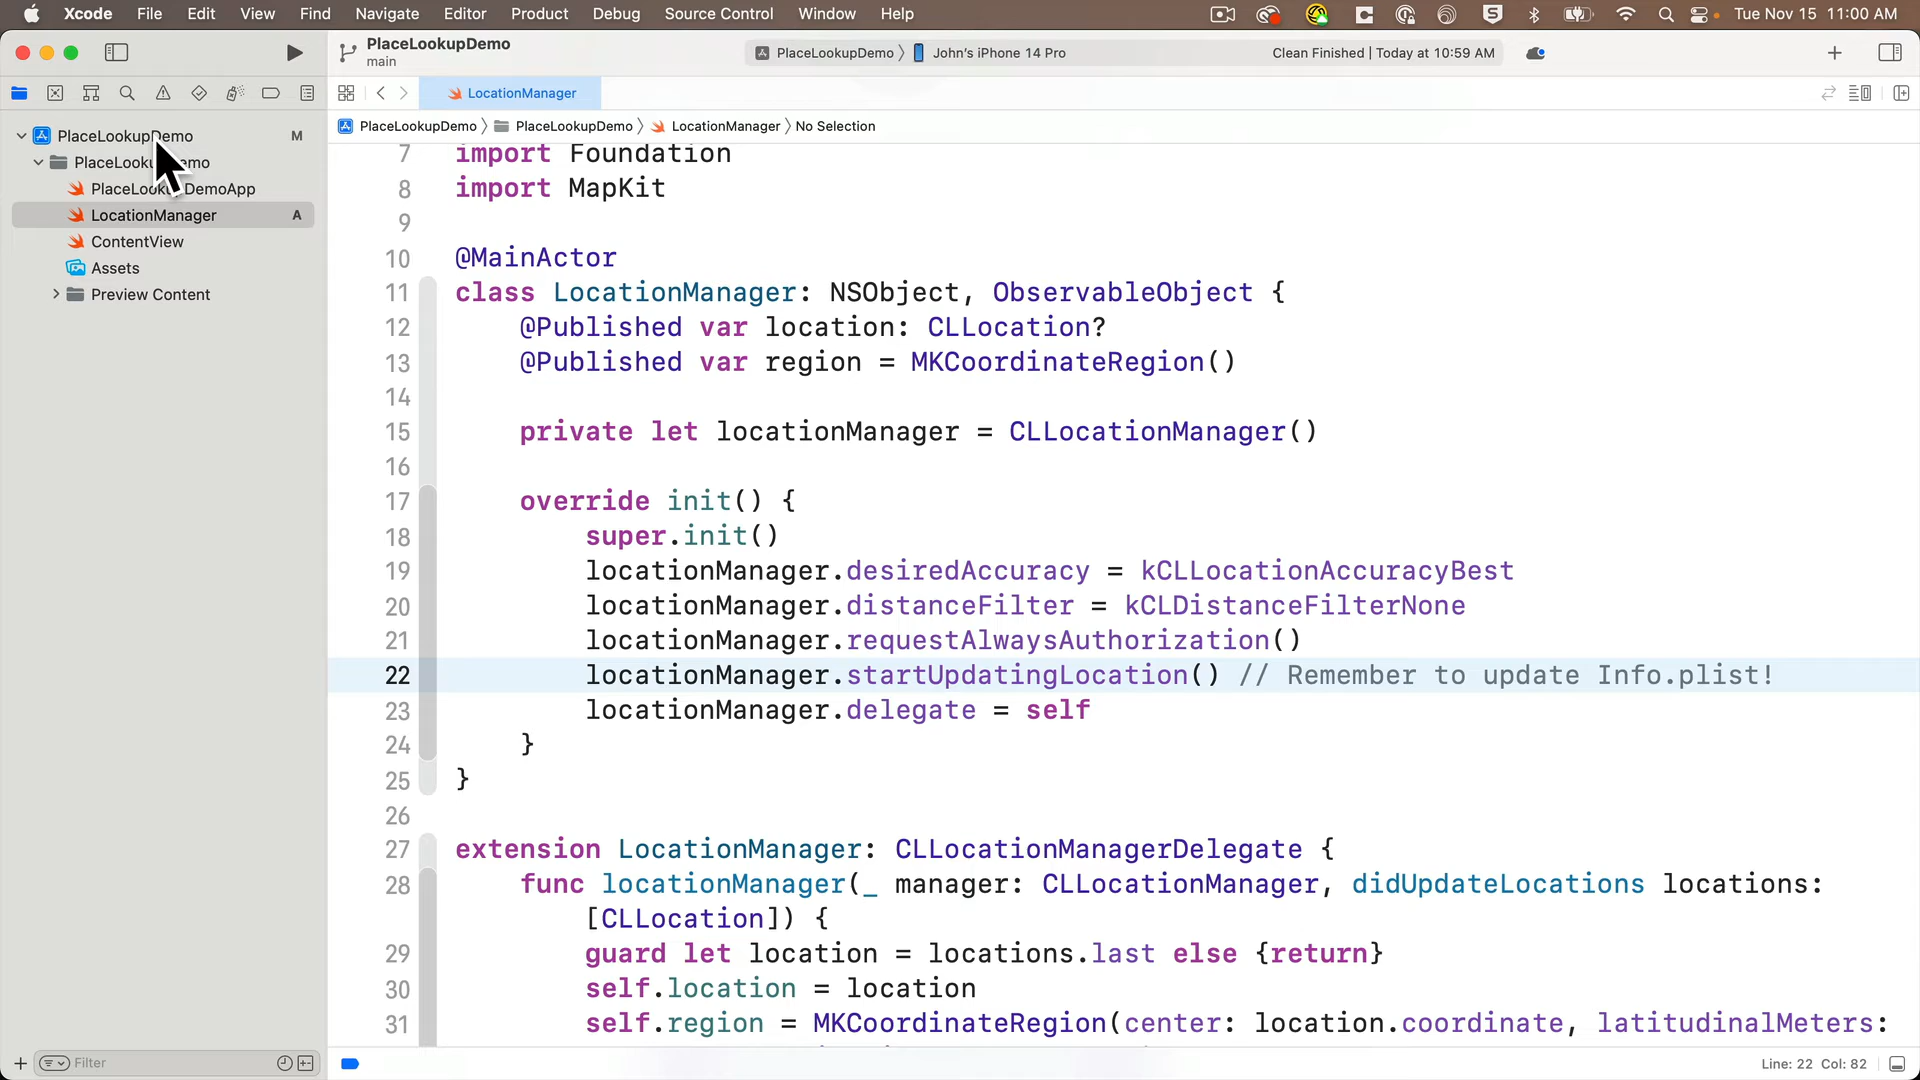 Xcode File Edit View Find Navigate Editor Product Debug Source Control Window Help Tue Nov 15 11:00 AM
PlaceLookupDemo
main
PlaceLookupDemo 〉 John's iPhone 14 Pro
Clean Finished | Today at 10:59 AM
LocationManager
PlaceLookupDemo 〉 PlaceLookupDemo 〉 LocationManager 〉 No Selection
PlaceLookupDemo M
PlaceLookupDemo
PlaceLookupDemoApp
LocationManager A
ContentView
Assets
Preview Content
7 import Foundation
8 import MapKit
9
10 @MainActor
11 class LocationManager: NSObject, ObservableObject {
12 @Published var location: CLLocation?
13 @Published var region = MKCoordinateRegion()
14
15 private let locationManager = CLLocationManager()
16
17 override init() {
18 super.init()
19 locationManager.desiredAccuracy = kCLLocationAccuracyBest
20 locationManager.distanceFilter = kCLDistanceFilterNone
21 locationManager.requestAlwaysAuthorization()
22 locationManager.startUpdatingLocation() // Remember to update Info.plist!
23 locationManager.delegate = self
24 }
25 }
26
27 extension LocationManager: CLLocationManagerDelegate {
28 func locationManager(_ manager: CLLocationManager, didUpdateLocations locations:
[CLLocation]) {
29 guard let location = locations.last else {return}
30 self.location = location
31 self.region = MKCoordinateRegion(center: location.coordinate, latitudinalMeters:
Filter
Line: 22 Col: 82